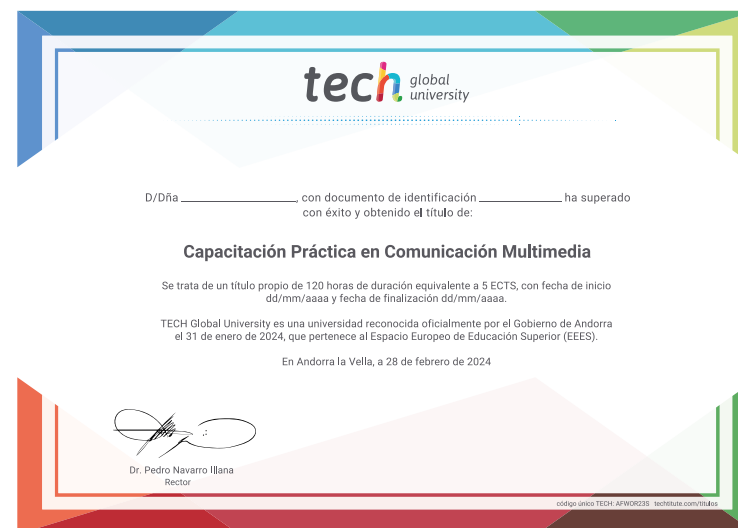 tech global university
D/Dña ____________, con documento de identificación ____________ ha superado
con éxito y obtenido el título de:
Capacitación Práctica en Comunicación Multimedia
Se trata de un título propio de 120 horas de duración equivalente a 5 ECTS, con fecha de inicio
dd/mm/aaaa y fecha de finalización dd/mm/aaaa.
TECH Global University es una universidad reconocida oficialmente por el Gobierno de Andorra
el 31 de enero de 2024, que pertenece al Espacio Europeo de Educación Superior (EEES).
En Andorra la Vella, a 28 de febrero de 2024
Dr. Pedro Navarro Illana
Rector
código único TECH: AFWOR23S techtitute.com/titulos